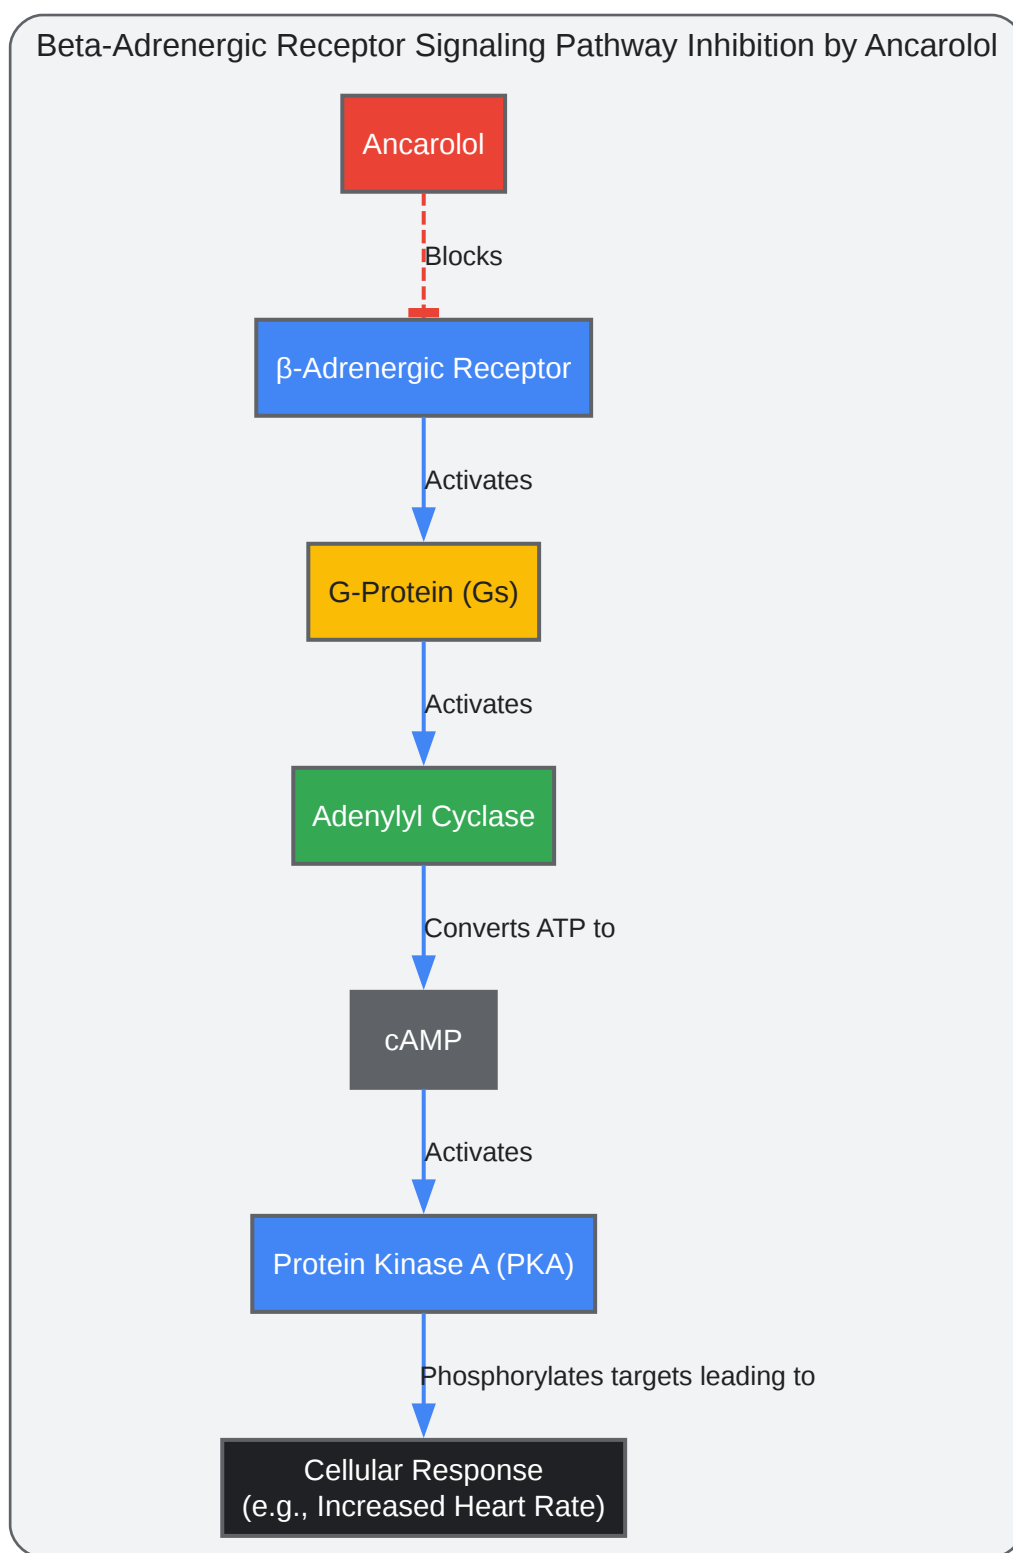 Beta-Adrenergic Receptor Signaling Pathway Inhibition by Ancarolol
Ancarolol
Blocks
β-Adrenergic Receptor
Activates
G-Protein (Gs)
Activates
Adenylyl Cyclase
Converts ATP to
cAMP
Activates
Protein Kinase A (PKA)
Phosphorylates targets leading to
Cellular Response
(e.g., Increased Heart Rate)